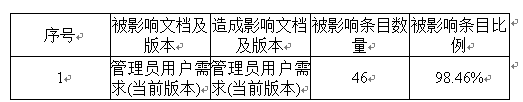 序号
被影响文档及
版本
造成影响文档
及版本
被影响条目数
量
被影响条目比
例
1
管理员用户需
求(当前版本)
管理员用户需
求(当前版本)
46
98.46%